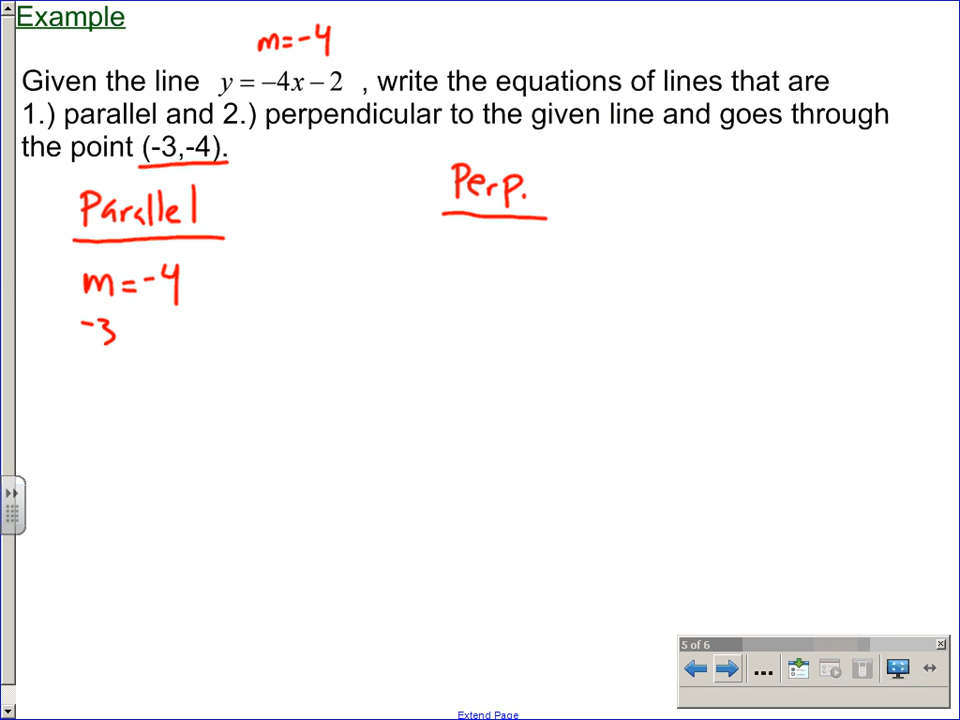 Example
m=-4
Given the line y = −4x − 2 , write the equations of lines that are
1.) parallel and 2.) perpendicular to the given line and goes through
the point (-3,-4).
Parallel
Perp.
m=-4
-3
5 of 6
...
Extend Page